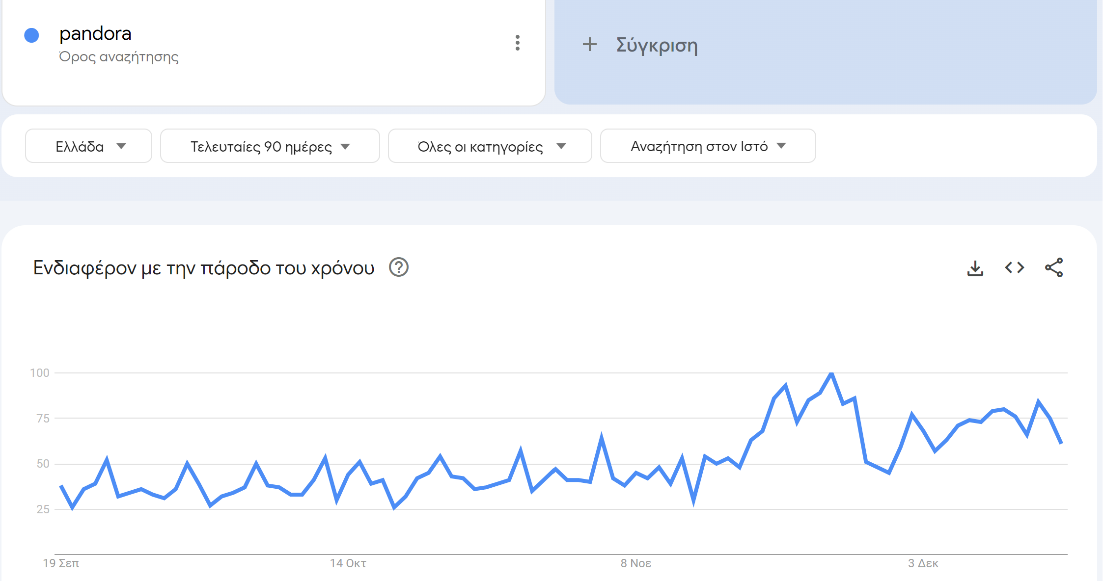 pandora
Όρος αναζήτησης
+ Σύγκριση
Ελλάδα
Τελευταίες 90 ημέρες
Όλες οι κατηγορίες
Αναζήτηση στον Ιστό
Ενδιαφέρον με την πάροδο του χρόνου
100
75
50
25
19 Σεπ
14 Οκτ
8 Νοε
3 Δεκ